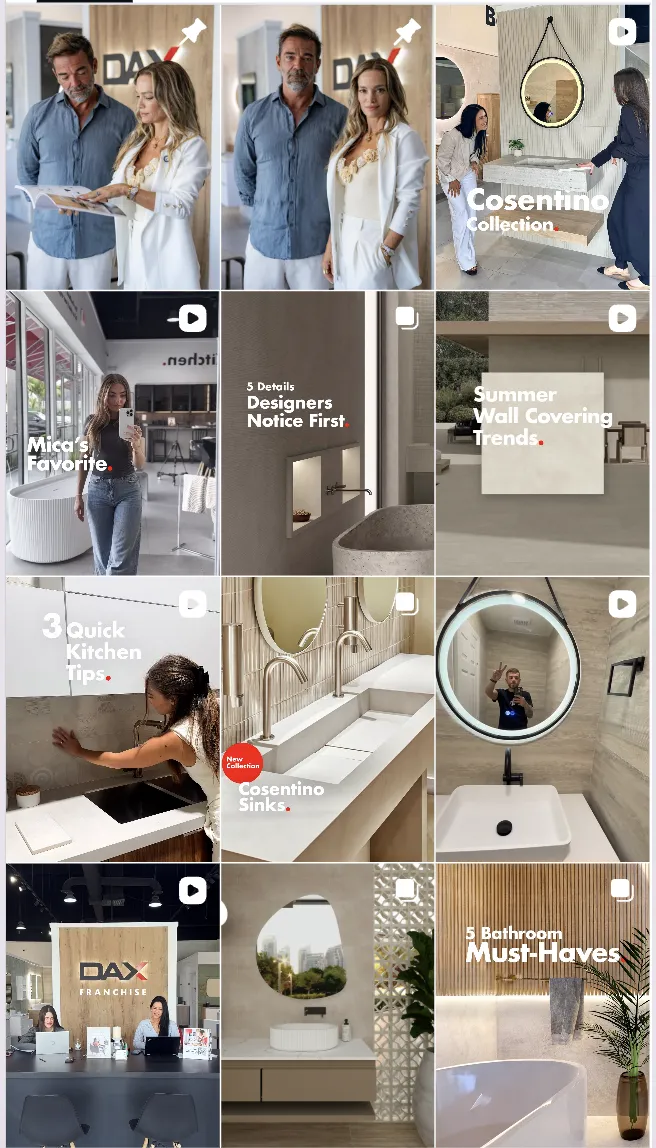 DAX
DAX
B
Cosentino
Collection.
kitchen.
Mica's
Favorite.
5 Details
Designers
Notice First.
Summer
Wall Covering
Trends.
3 Quick
Kitchen
Tips.
New
Collection
Cosentino
Sinks.
DAX
FRANCHISE
5 Bathroom
Must-Haves.